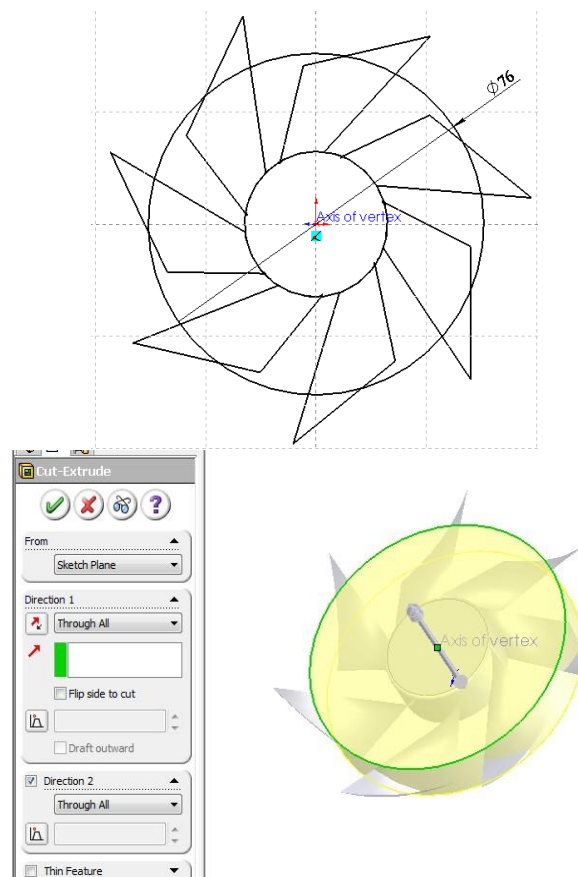 Φ76
Axis of vertex
Cut-Extrude
?
From
Sketch Plane
Direction 1
Through All
Flip side to cut
Draft outward
Direction 2
Through All
Thin Feature
Axis of vertex